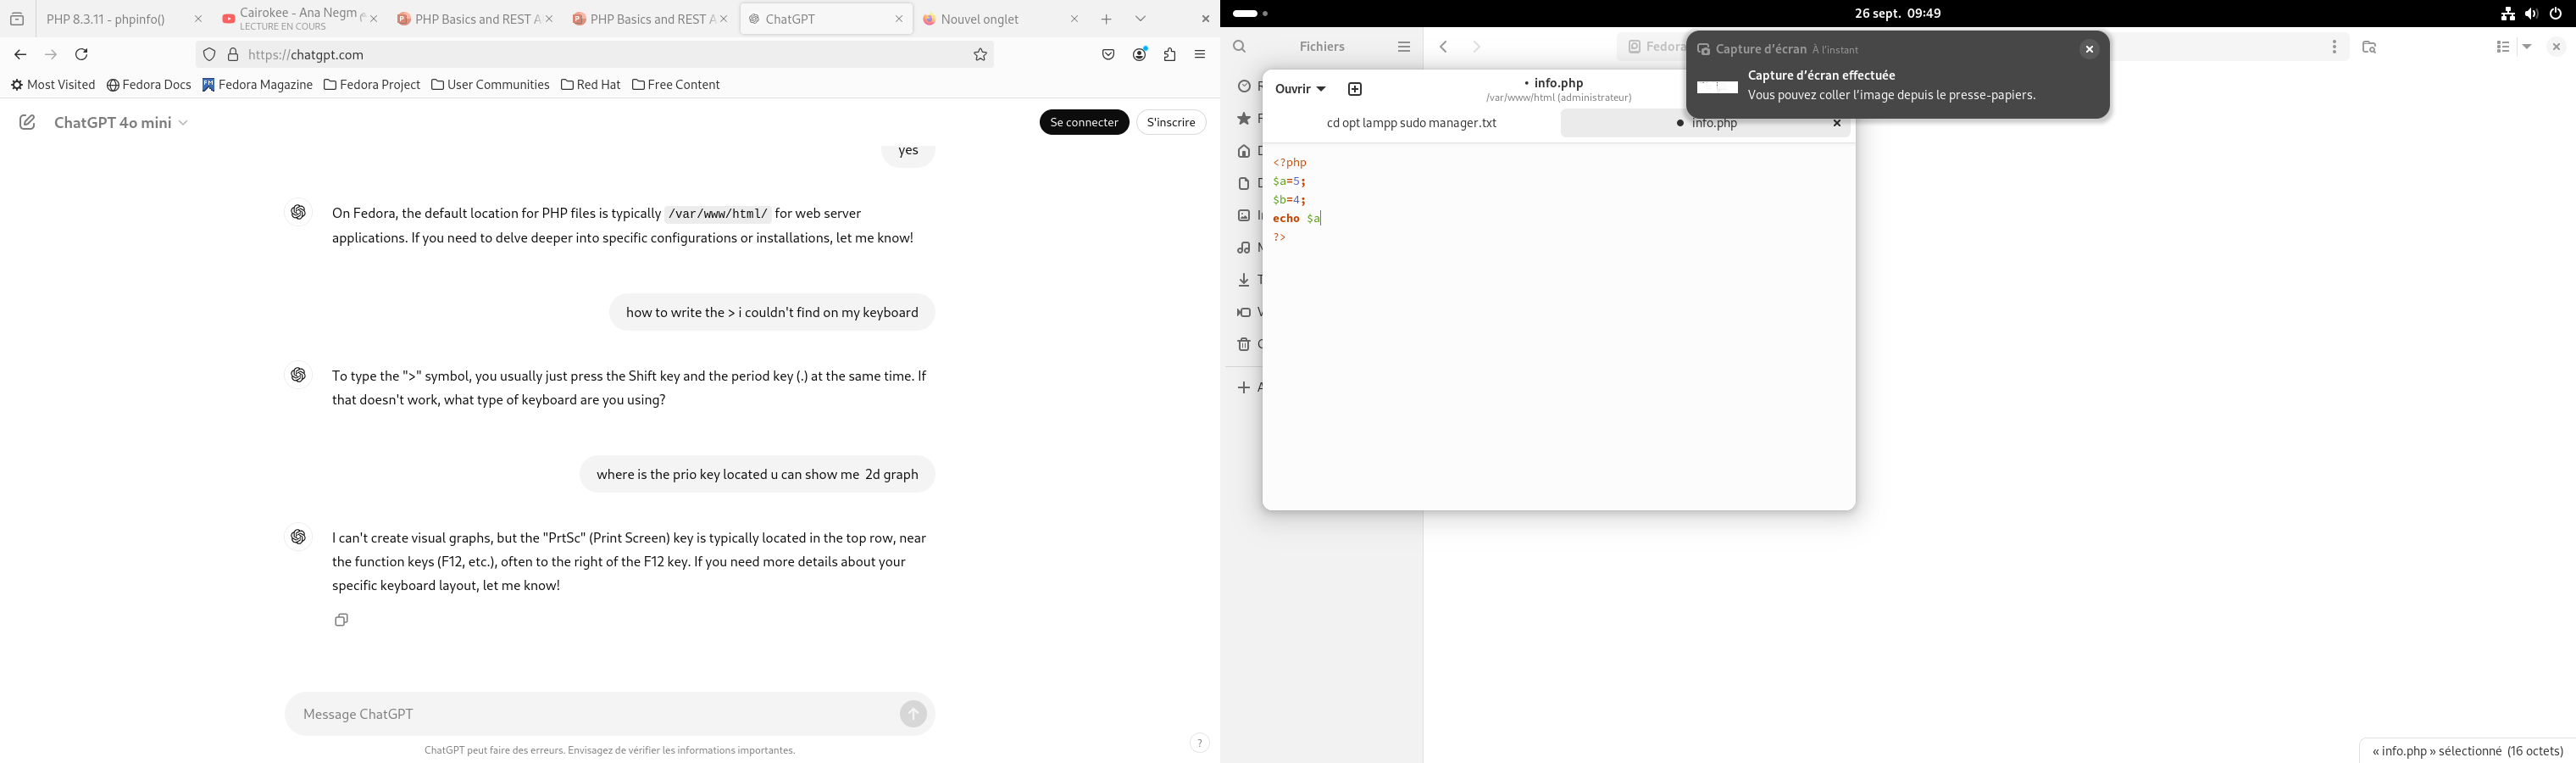 PHP 8.3.11 - phpinfo()
Cairokee - Ana Negm
LECTURE EN COURS
PHP Basics and REST A
PHP Basics and REST A
ChatGPT
Nouvel onglet
https://chatgpt.com
Most Visited
Fedora Docs
Fedora Magazine
Fedora Project
User Communities
Red Hat
Free Content
ChatGPT 4o mini
Se connecter
S'inscrire
yes
On Fedora, the default location for PHP files is typically /var/www/html/ for web server
applications. If you need to delve deeper into specific configurations or installations, let me know!
how to write the > i couldn't find on my keyboard
To type the ">" symbol, you usually just press the Shift key and the period key (.) at the same time. If
that doesn't work, what type of keyboard are you using?
where is the prio key located u can show me 2d graph
I can't create visual graphs, but the "PrtSc" (Print Screen) key is typically located in the top row, near
the function keys (F12, etc.), often to the right of the F12 key. If you need more details about your
specific keyboard layout, let me know!
Message ChatGPT
ChatGPT peut faire des erreurs. Envisagez de vérifier les informations importantes.
?
26 sept. 09:49
Fichiers
Fedora
Capture d'écran À l'instant
Capture d'écran effectuée
Vous pouvez coller l'image depuis le presse-papiers.
Ouvrir
• info.php
/var/www/html (administrateur)
cd opt lampp sudo manager.txt
● info.php
<?php
$a=5;
$b=4;
echo $a
?>
« info.php » sélectionné (16 octets)